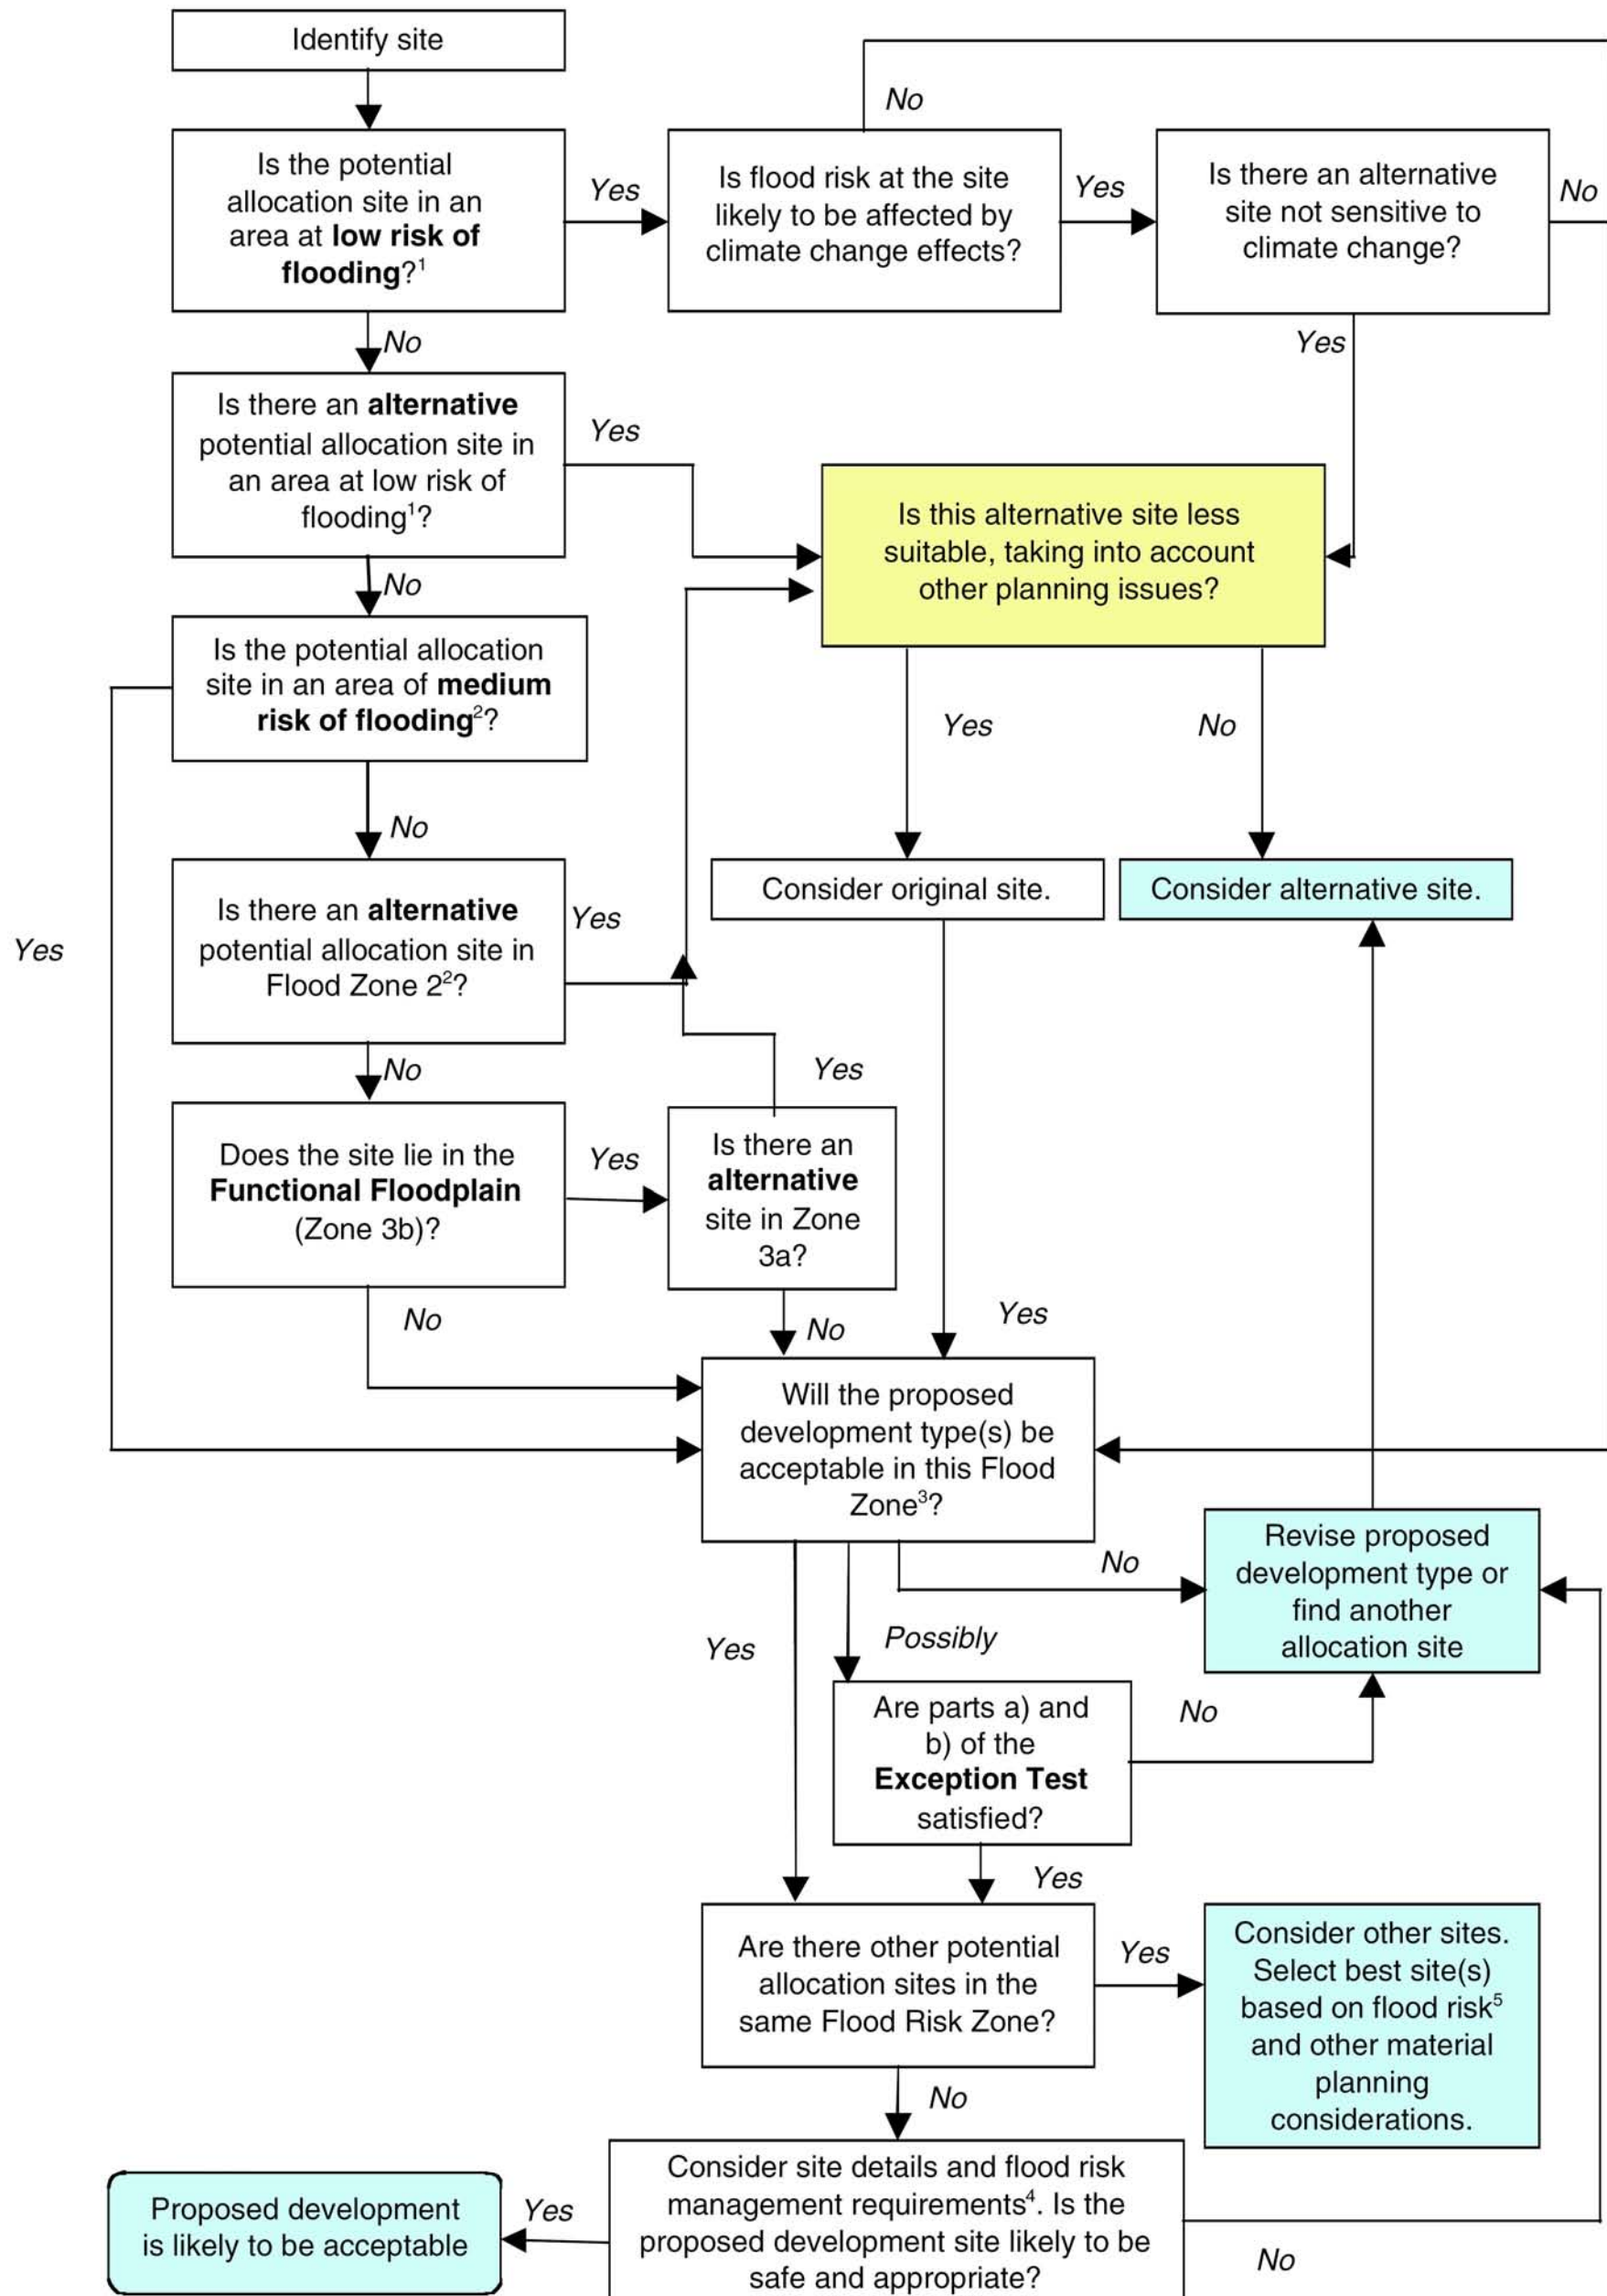 Identify site
No
Is the potential
allocation site in an
area at low risk of
flooding?¹
Yes
Is flood risk at the site
likely to be affected by
climate change effects?
Yes
Is there an alternative
site not sensitive to
climate change?
No
No
Yes
Is there an alternative
potential allocation site in
an area at low risk of
flooding¹?
Yes
Is this alternative site less
suitable, taking into account
other planning issues?
No
Is the potential allocation
site in an area of medium
risk of flooding²?
Yes
No
No
Is there an alternative
potential allocation site in
Flood Zone 2²?
Yes
Consider original site.
Consider alternative site.
Yes
No
Yes
Does the site lie in the
Functional Floodplain
(Zone 3b)?
Yes
Is there an
alternative
site in Zone
3a?
No
No
Yes
Will the proposed
development type(s) be
acceptable in this Flood
Zone³?
No
Revise proposed
development type or
find another
allocation site
Yes
Possibly
Are parts a) and
b) of the
Exception Test
satisfied?
No
Yes
Are there other potential
allocation sites in the
same Flood Risk Zone?
Yes
Consider other sites.
Select best site(s)
based on flood risk⁵
and other material
planning
considerations.
No
Consider site details and flood risk
management requirements⁴. Is the
proposed development site likely to be
safe and appropriate?
Yes
Proposed development
is likely to be acceptable
No